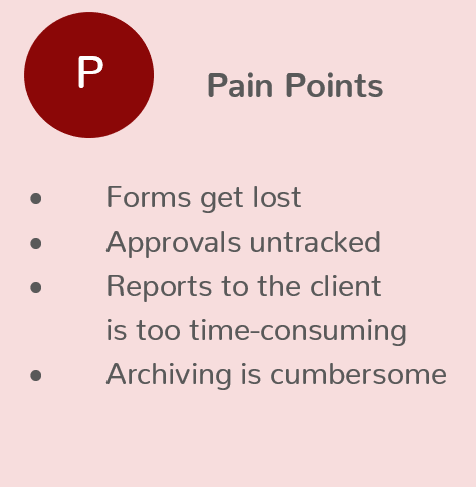 P
Pain Points
• Forms get lost
• Approvals untracked
• Reports to the client
is too time-consuming
• Archiving is cumbersome